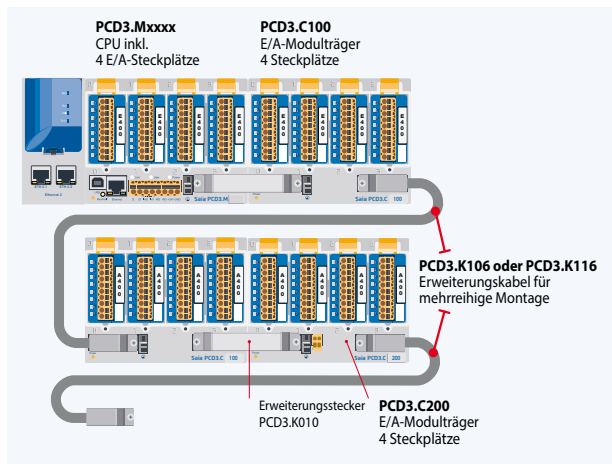 PCD3.Mxxxx
CPU inkl.
4 E/A-Steckplätze
PCD3.C100
E/A-Modulträger
4 Steckplätze
E400
E400
E400
E400
E400
E400
E400
E400
Ethernet 2
Saia PCD3.M
Saia PCD3.C 100
PCD3.K106 oder PCD3.K116
Erweiterungskabel für
mehrreihige Montage
A400
A400
A400
A400
A400
A400
A400
A400
Saia PCD3.C 100
Saia PCD3.C 200
Erweiterungsstecker
PCD3.K010
PCD3.C200
E/A-Modulträger
4 Steckplätze